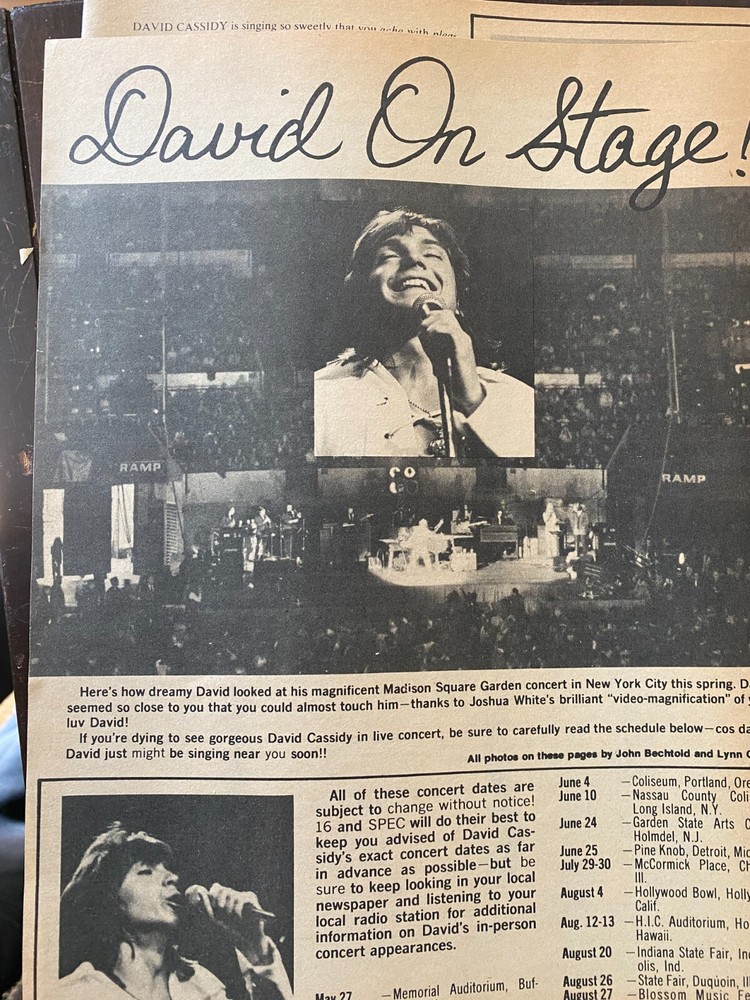 DAVID CASSIDY is singing so sweetly that you ache with
David On Stage!
RAMP
RAMP
Here's how dreamy David looked at his magnificent Madison Square Garden concert in New York City this spring.
seemed so close to you that you could almost touch him—thanks to Joshua White's brilliant "video-magnification" of
luv David!
If you're dying to see gorgeous David Cassidy in live concert, be sure to carefully read the schedule below—cos
David just might be singing near you soon!!
All photos on these pages by John Bechtold and Lynn
All of these concert dates are
subject to change without notice!
16 and SPEC will do their best to
keep you advised of David Cas-
sidy's exact concert dates as far
in advance as possible—but be
sure to keep looking in your local
newspaper and listening to your
local radio station for additional
information on David's in-person
concert appearances.
May 27 —Memorial Auditorium, Buf-
June 4 —Coliseum, Portland, Ore
June 10 —Nassau County Coli
Long Island, N.Y.
June 24 —Garden State Arts C
Holmdel, N.J.
June 25 —Pine Knob, Detroit, Mic
July 29-30 —McCormick Place, Ch
Ill.
August 4 —Hollywood Bowl, Holly
Calif.
Aug. 12-13 —H.I.C. Auditorium, Ho
Hawaii.
August 20 —Indiana State Fair, In
olis, Ind.
August 26 —State Fair, Duquoin, Il
August 27 —Blossom Music Fe